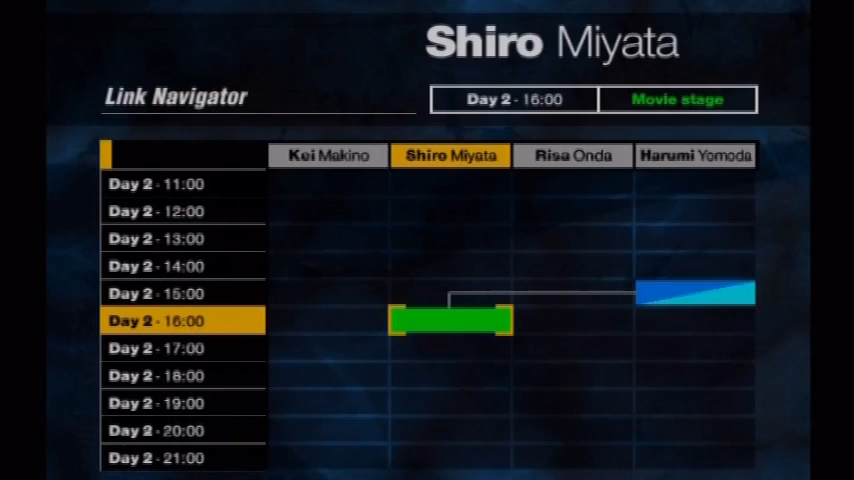 Shiro Miyata
Link Navigator
Day 2 - 16:00 Movie stage
Kei Makino Shiro Miyata Risa Onda Harumi Yomoda
Day 2 - 11:00
Day 2 - 12:00
Day 2 - 13:00
Day 2 - 14:00
Day 2 - 15:00
Day 2 - 16:00
Day 2 - 17:00
Day 2 - 18:00
Day 2 - 19:00
Day 2 - 20:00
Day 2 - 21:00